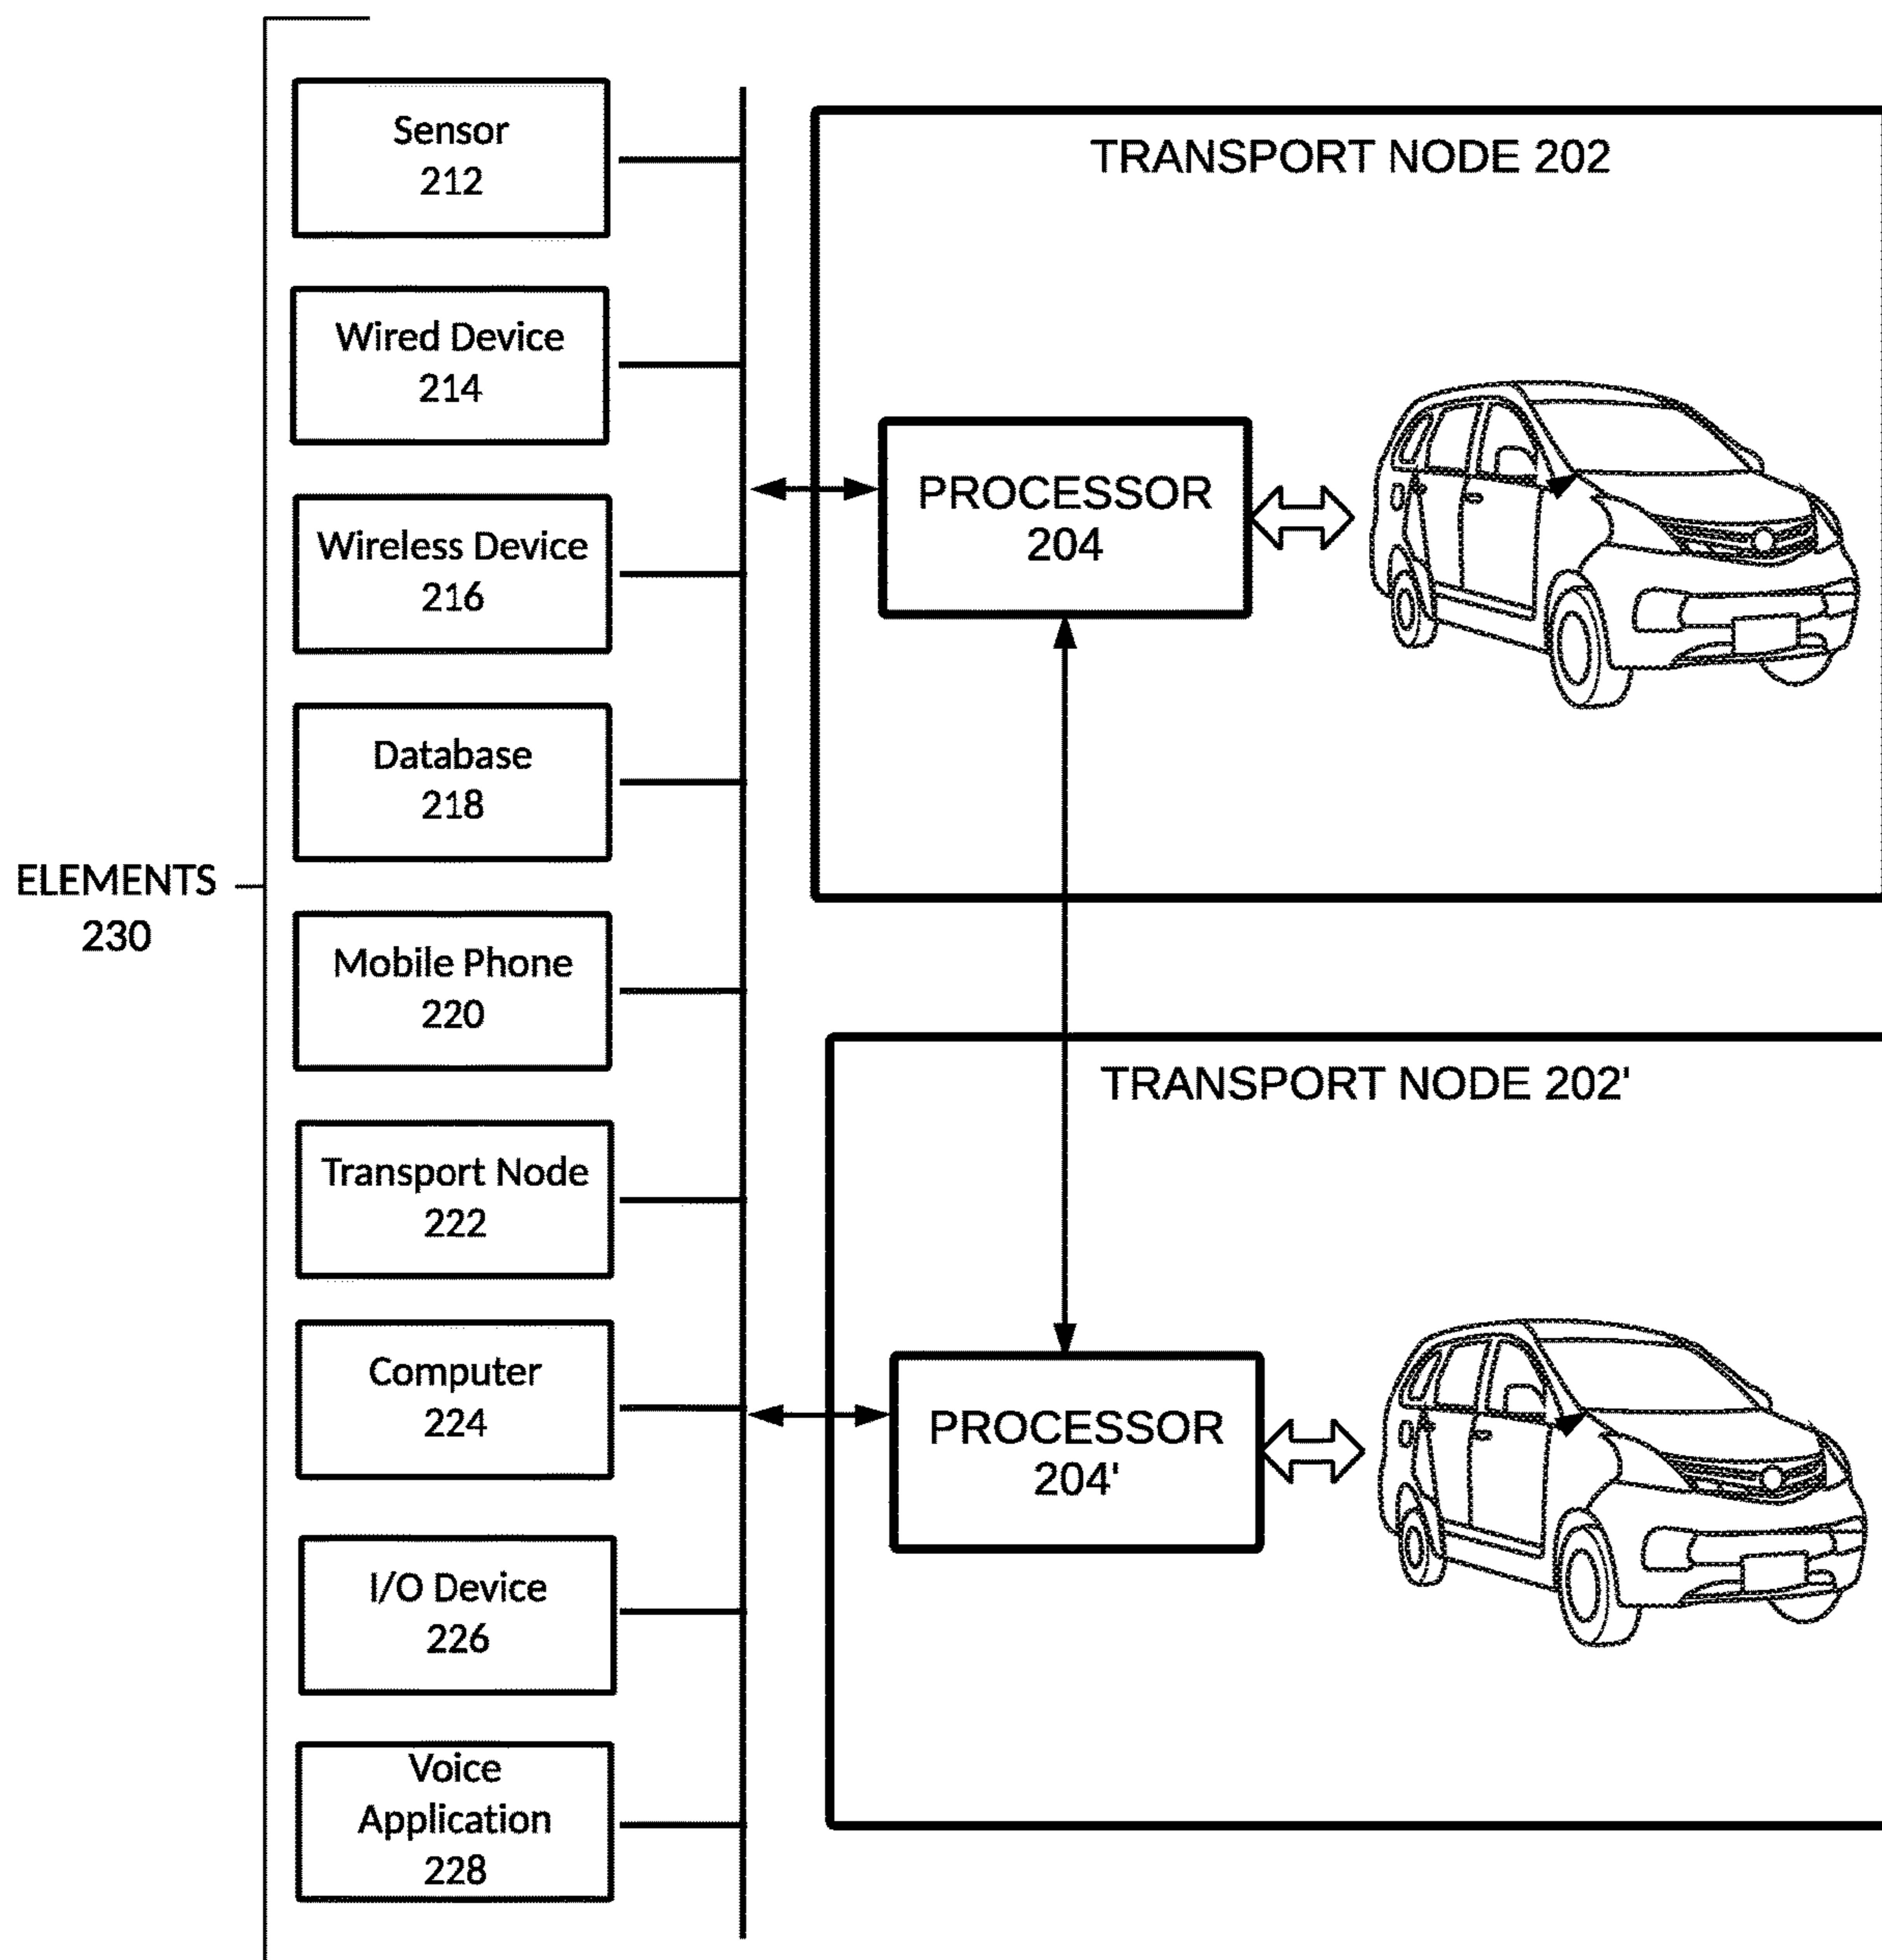 ELEMENTS
230
Sensor
212
Wired Device
214
Wireless Device
216
Database
218
Mobile Phone
220
Transport Node
222
Computer
224
I/O Device
226
Voice
Application
228
TRANSPORT NODE 202
PROCESSOR
204
TRANSPORT NODE 202'
PROCESSOR
204'